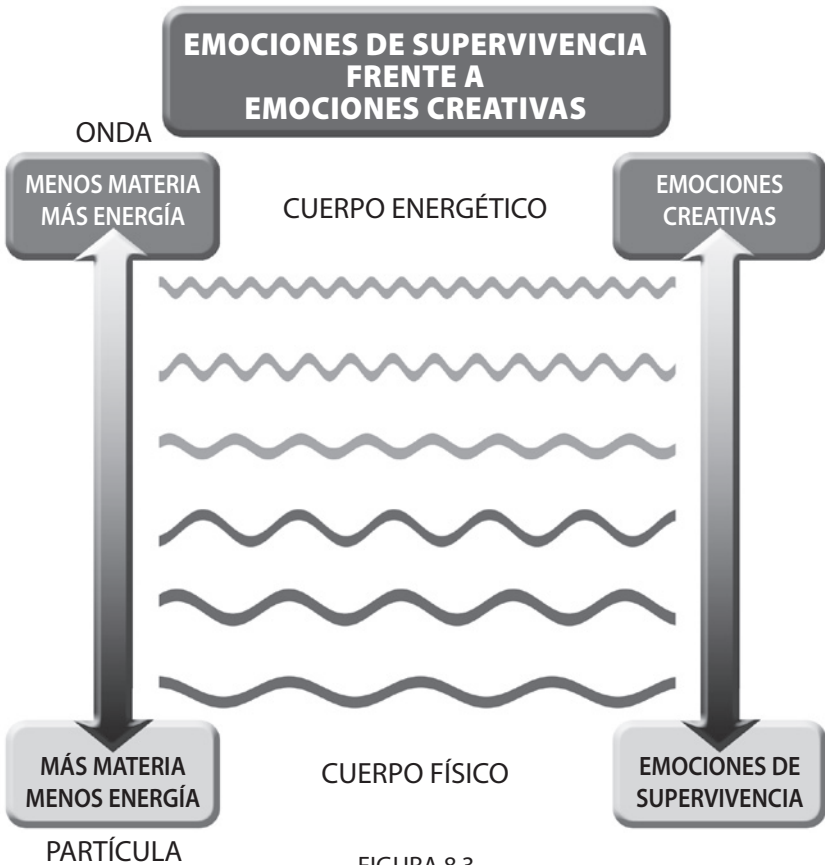 EMOCIONES DE SUPERVIVENCIA
FRENTE A
EMOCIONES CREATIVAS
ONDA
MENOS MATERIA
MÁS ENERGÍA
CUERPO ENERGÉTICO
EMOCIONES
CREATIVAS
MÁS MATERIA
MENOS ENERGÍA
CUERPO FÍSICO
EMOCIONES DE
SUPERVIVENCIA
PARTÍCULA
FIGURA 8.3